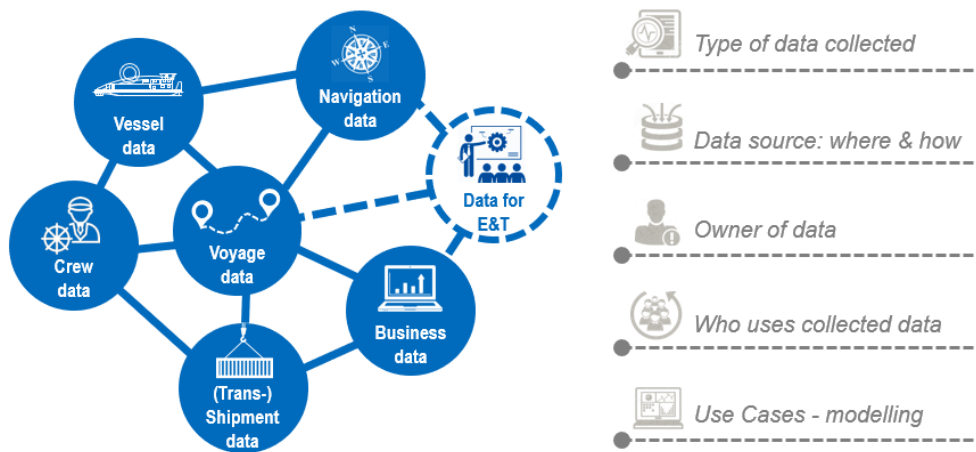 N
E
S
W
Navigation
data
Vessel
data
Data for
E&T
Crew
data
Voyage
data
Business
data
(Trans-)
Shipment
data
Type of data collected
Data source: where & how
Owner of data
Who uses collected data
Use Cases - modelling